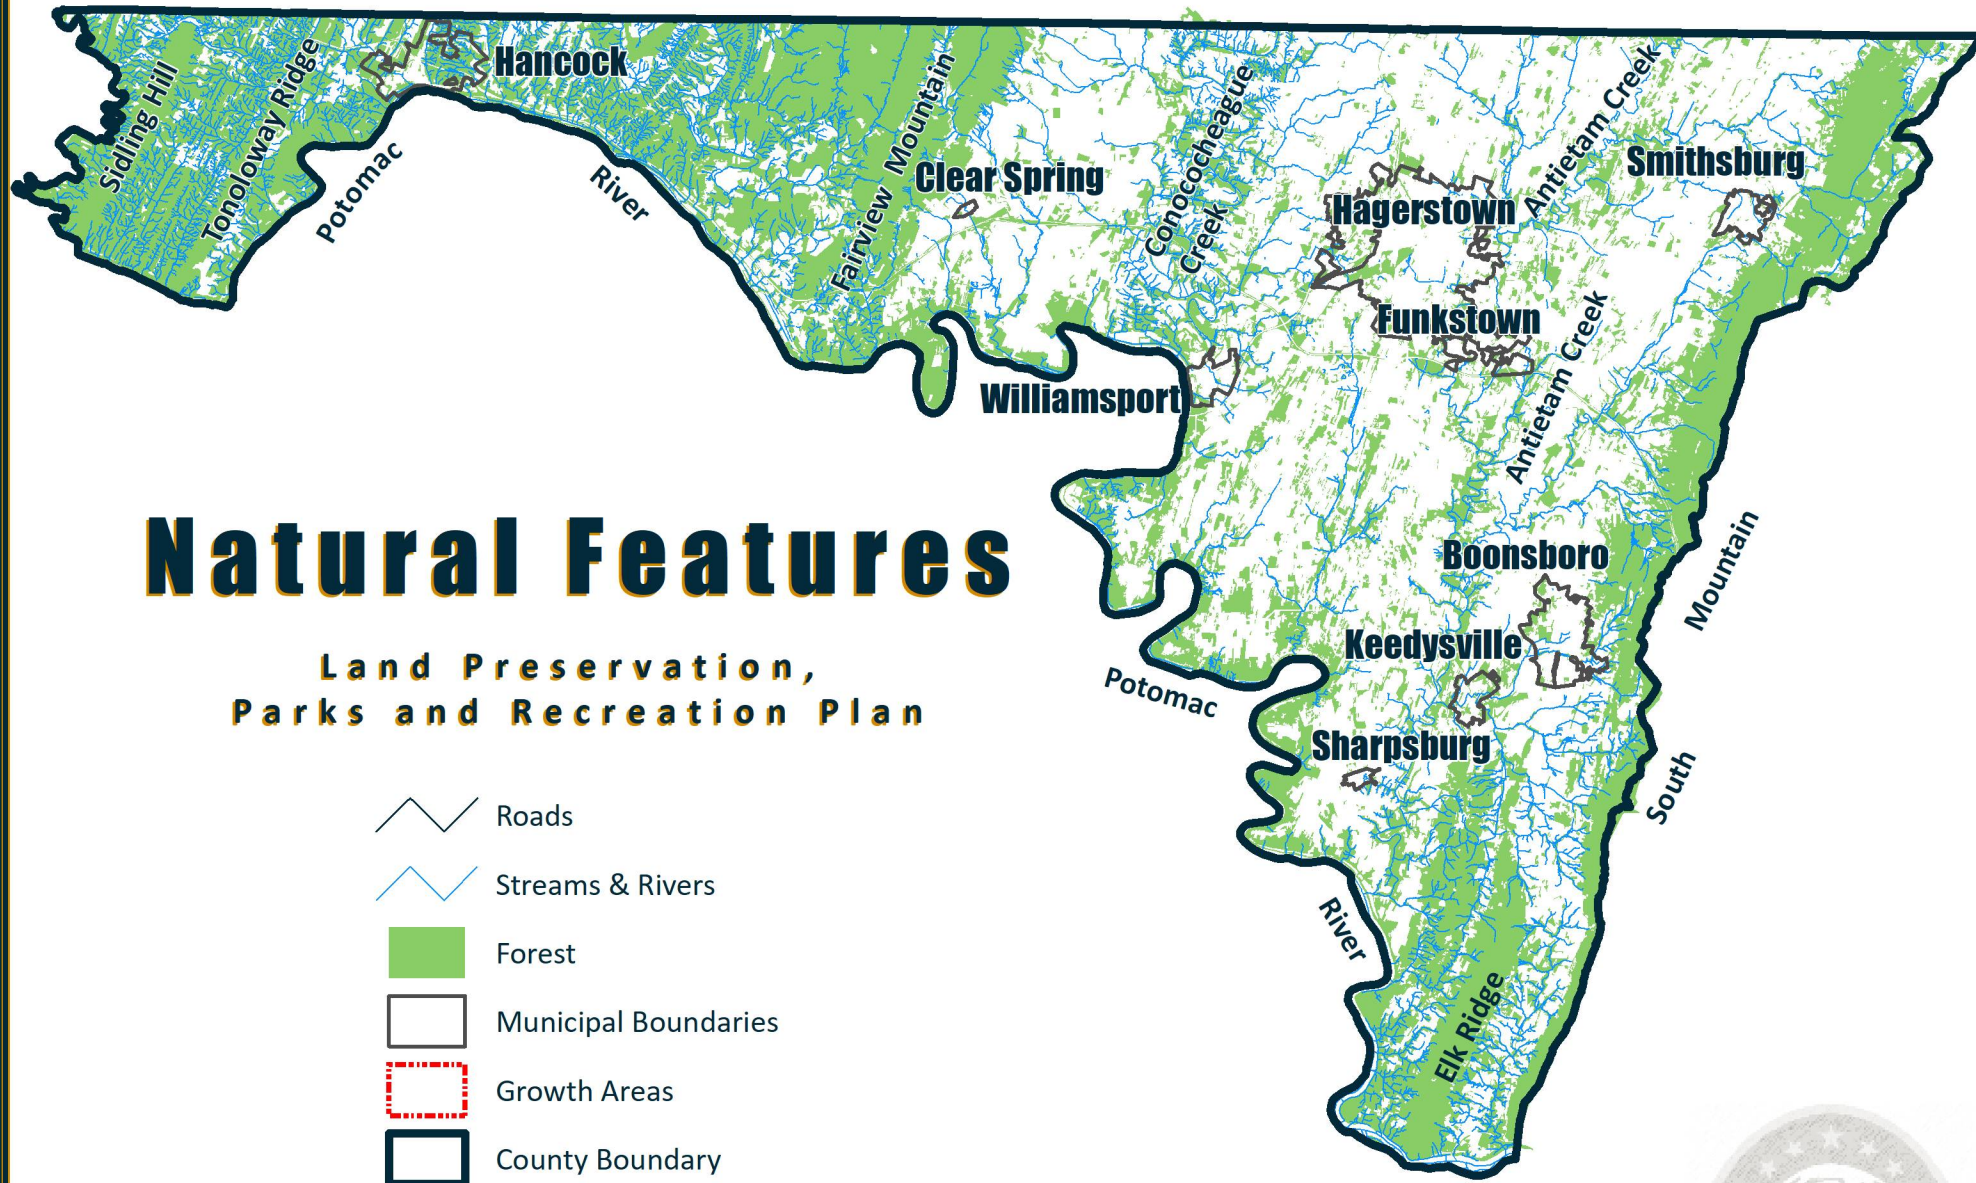 Hancock
Sidling Hill
Tonoloway Ridge
Potomac
River
Fairview Mountain
Clear Spring
Conococheague
Creek
Hagerstown
Antietam Creek
Smithsburg
Funkstown
Antietam Creek
Williamsport
Natural Features
Land Preservation,
Parks and Recreation Plan
Boonsboro
Mountain
Keedysville
Potomac
Sharpsburg
South
River
Elk Ridge
Roads
Streams & Rivers
Forest
Municipal Boundaries
Growth Areas
County Boundary